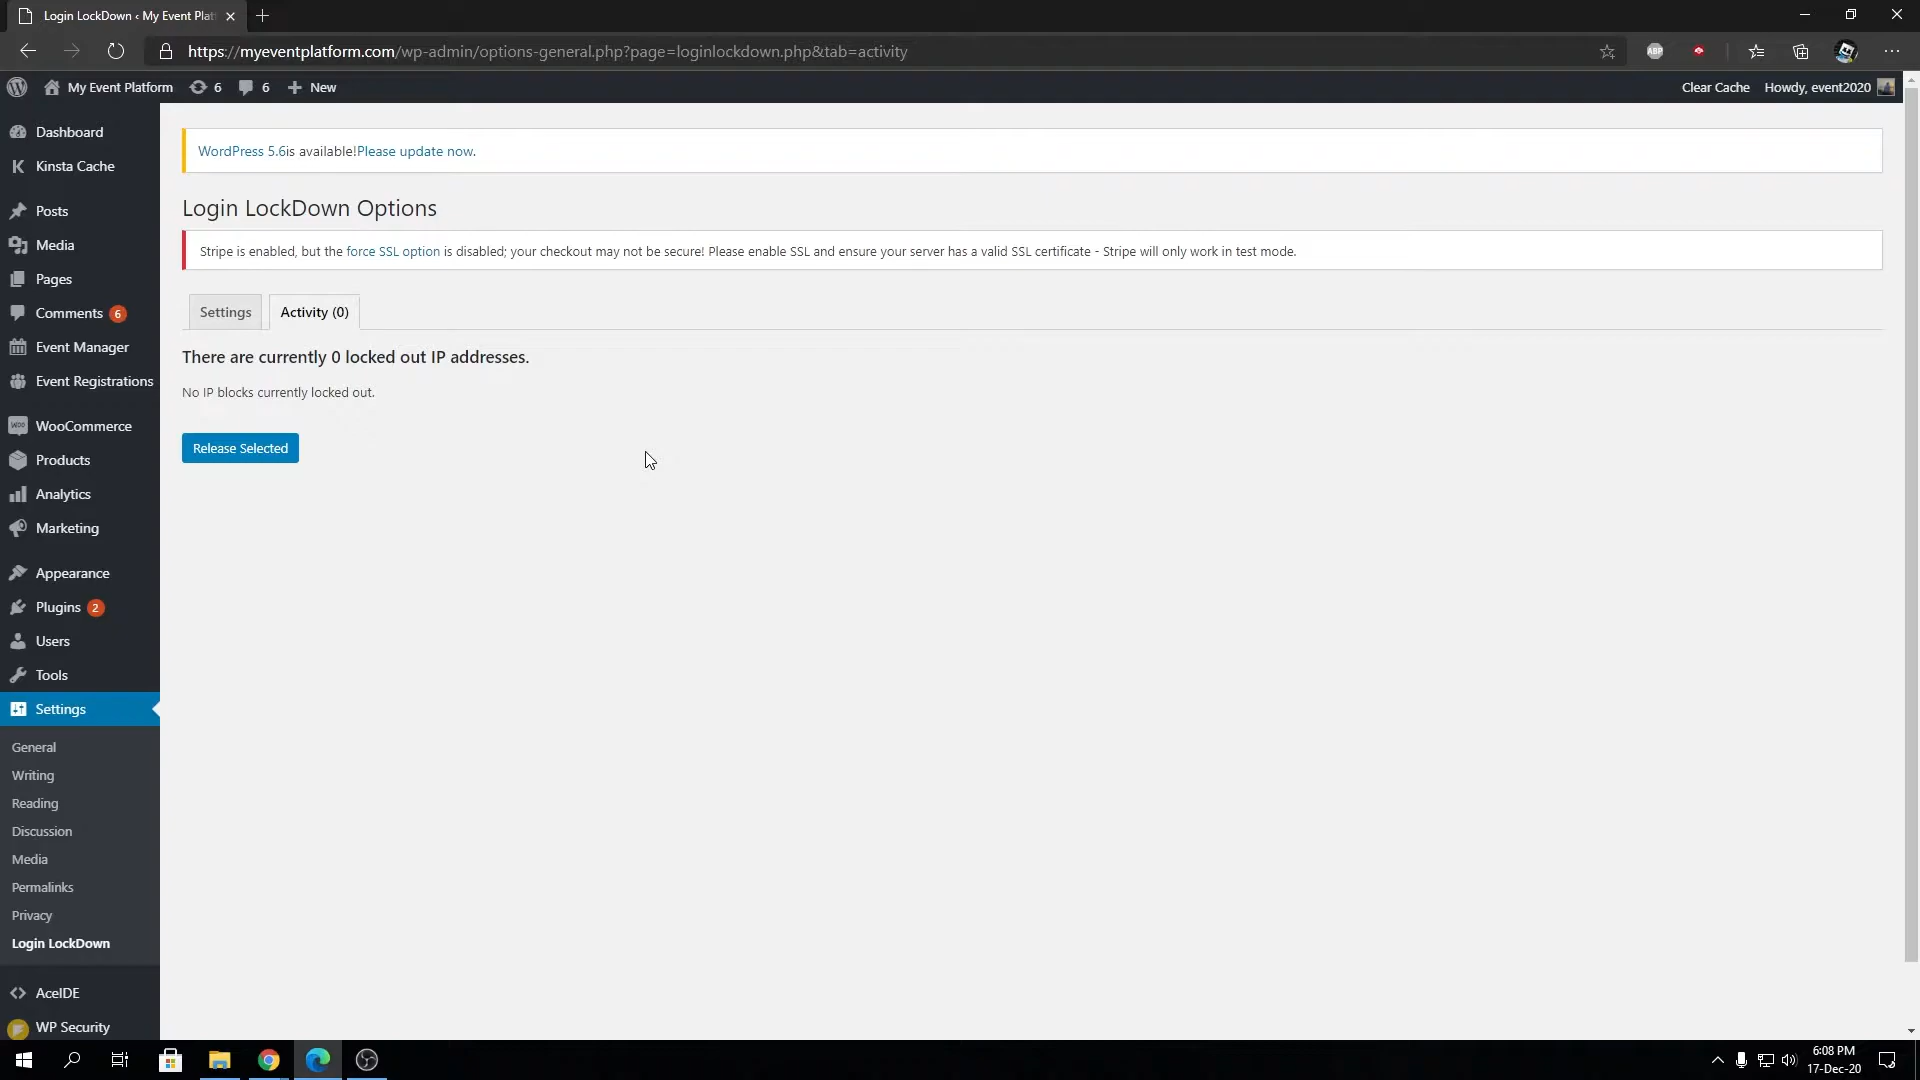 Login LockDown ‹ My Event Plat
https://myeventplatform.com/wp-admin/options-general.php?page=loginlockdown.php&tab=activity
ABP
My Event Platform
6
6
New
Clear Cache
Howdy, event2020
Dashboard
Kinsta Cache
Posts
Media
Pages
Comments 6
Event Manager
Event Registrations
WooCommerce
Products
Analytics
Marketing
Appearance
Plugins 2
Users
Tools
Settings
General
Writing
Reading
Discussion
Media
Permalinks
Privacy
Login LockDown
AceIDE
WP Security
WordPress 5.6is available!Please update now.
Login LockDown Options
Stripe is enabled, but the force SSL option is disabled; your checkout may not be secure! Please enable SSL and ensure your server has a valid SSL certificate - Stripe will only work in test mode.
Settings
Activity (0)
There are currently 0 locked out IP addresses.
No IP blocks currently locked out.
Release Selected
6:08 PM
17-Dec-20